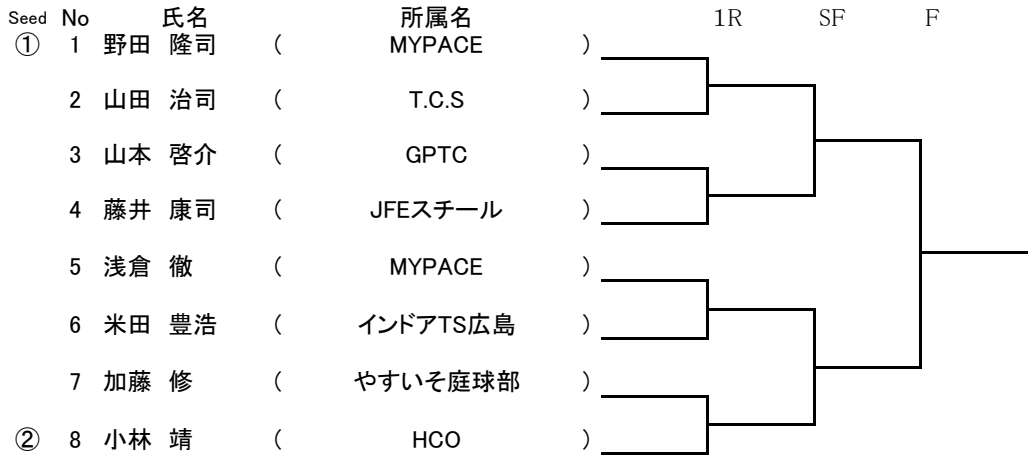 Seed No 氏名 所属名 1R SF F
① 1 野田 隆司 ( MYPACE )
2 山田 治司 ( T.C.S )
3 山本 啓介 ( GPTC )
4 藤井 康司 ( JFEスチール )
5 浅倉 徹 ( MYPACE )
6 米田 豊浩 ( インドアTS広島 )
7 加藤 修 ( やすいそ庭球部 )
② 8 小林 靖 ( HCO )